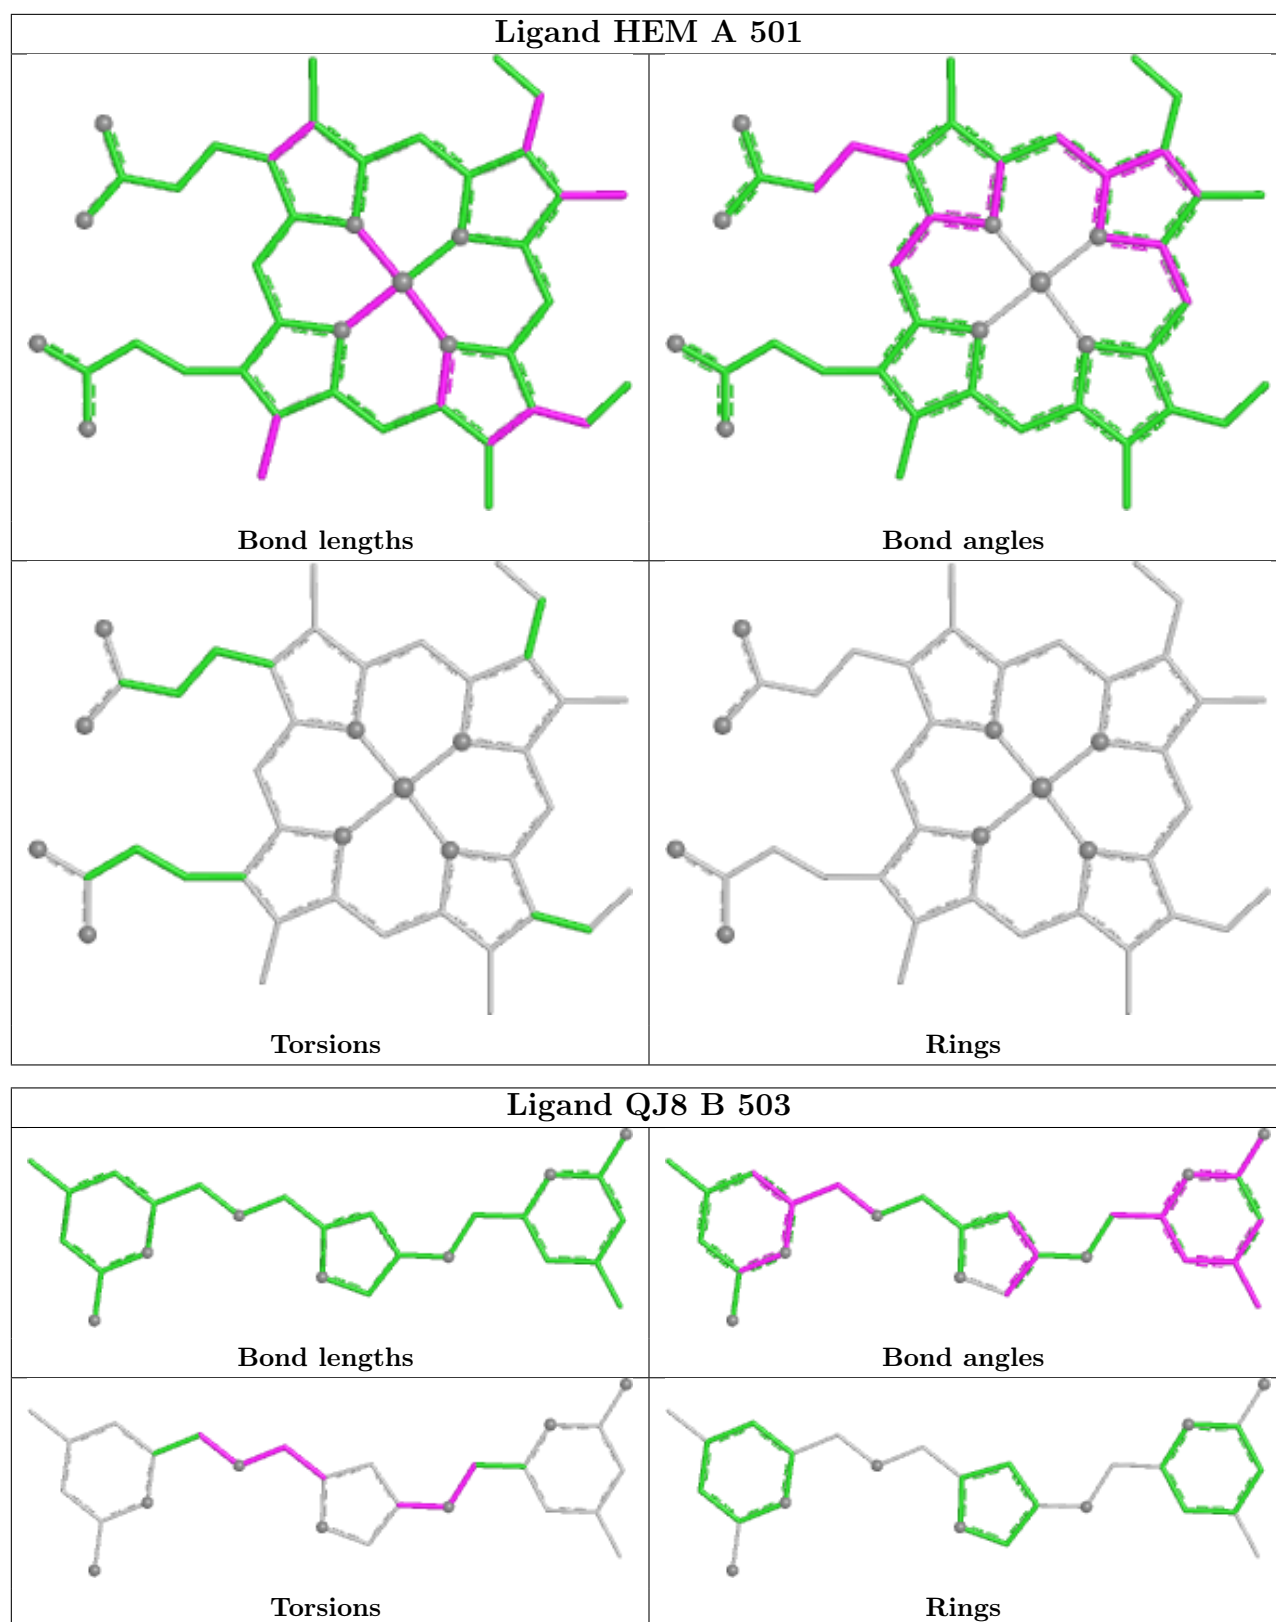 Ligand HEM A 501
Bond lengths
Bond angles
Torsions
Rings
Ligand QJ8 B 503
Bond lengths
Bond angles
Torsions
Rings